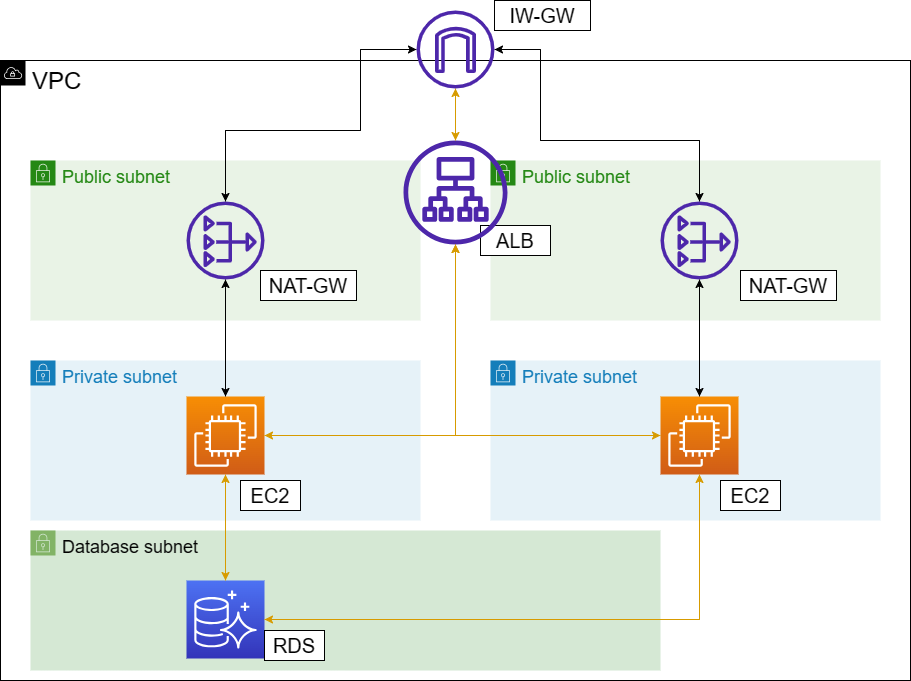 IW-GW
VPC
Public subnet
Public subnet
ALB
NAT-GW
NAT-GW
Private subnet
Private subnet
EC2
EC2
Database subnet
RDS